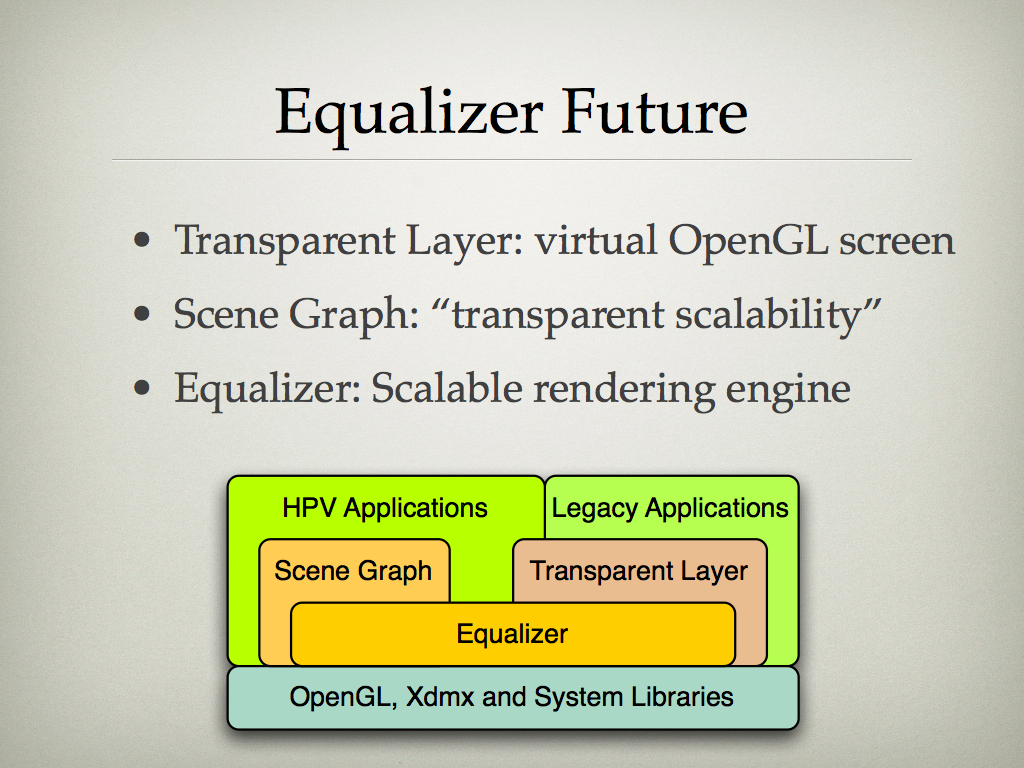 Equalizer Future
• Transparent Layer: virtual OpenGL screen
• Scene Graph: “transparent scalability”
• Equalizer: Scalable rendering engine
HPV Applications
Legacy Applications
Scene Graph
Transparent Layer
Equalizer
OpenGL, Xdmx and System Libraries